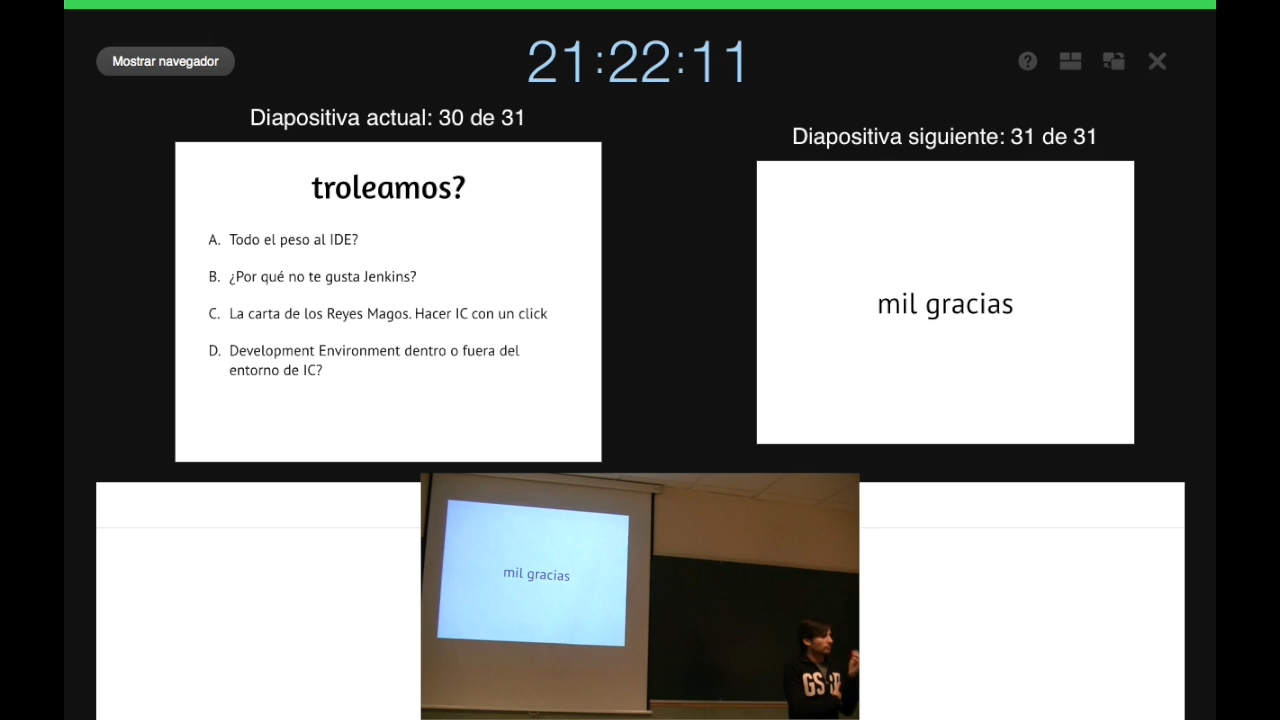 Mostrar navegador
21:22:11
Diapositiva actual: 30 de 31
Diapositiva siguiente: 31 de 31
troleamos?
A. Todo el peso al IDE?
B. ¿Por qué no te gusta Jenkins?
C. La carta de los Reyes Magos. Hacer IC con un click
D. Development Environment dentro o fuera del
entorno de IC?
mil gracias
mil gracias